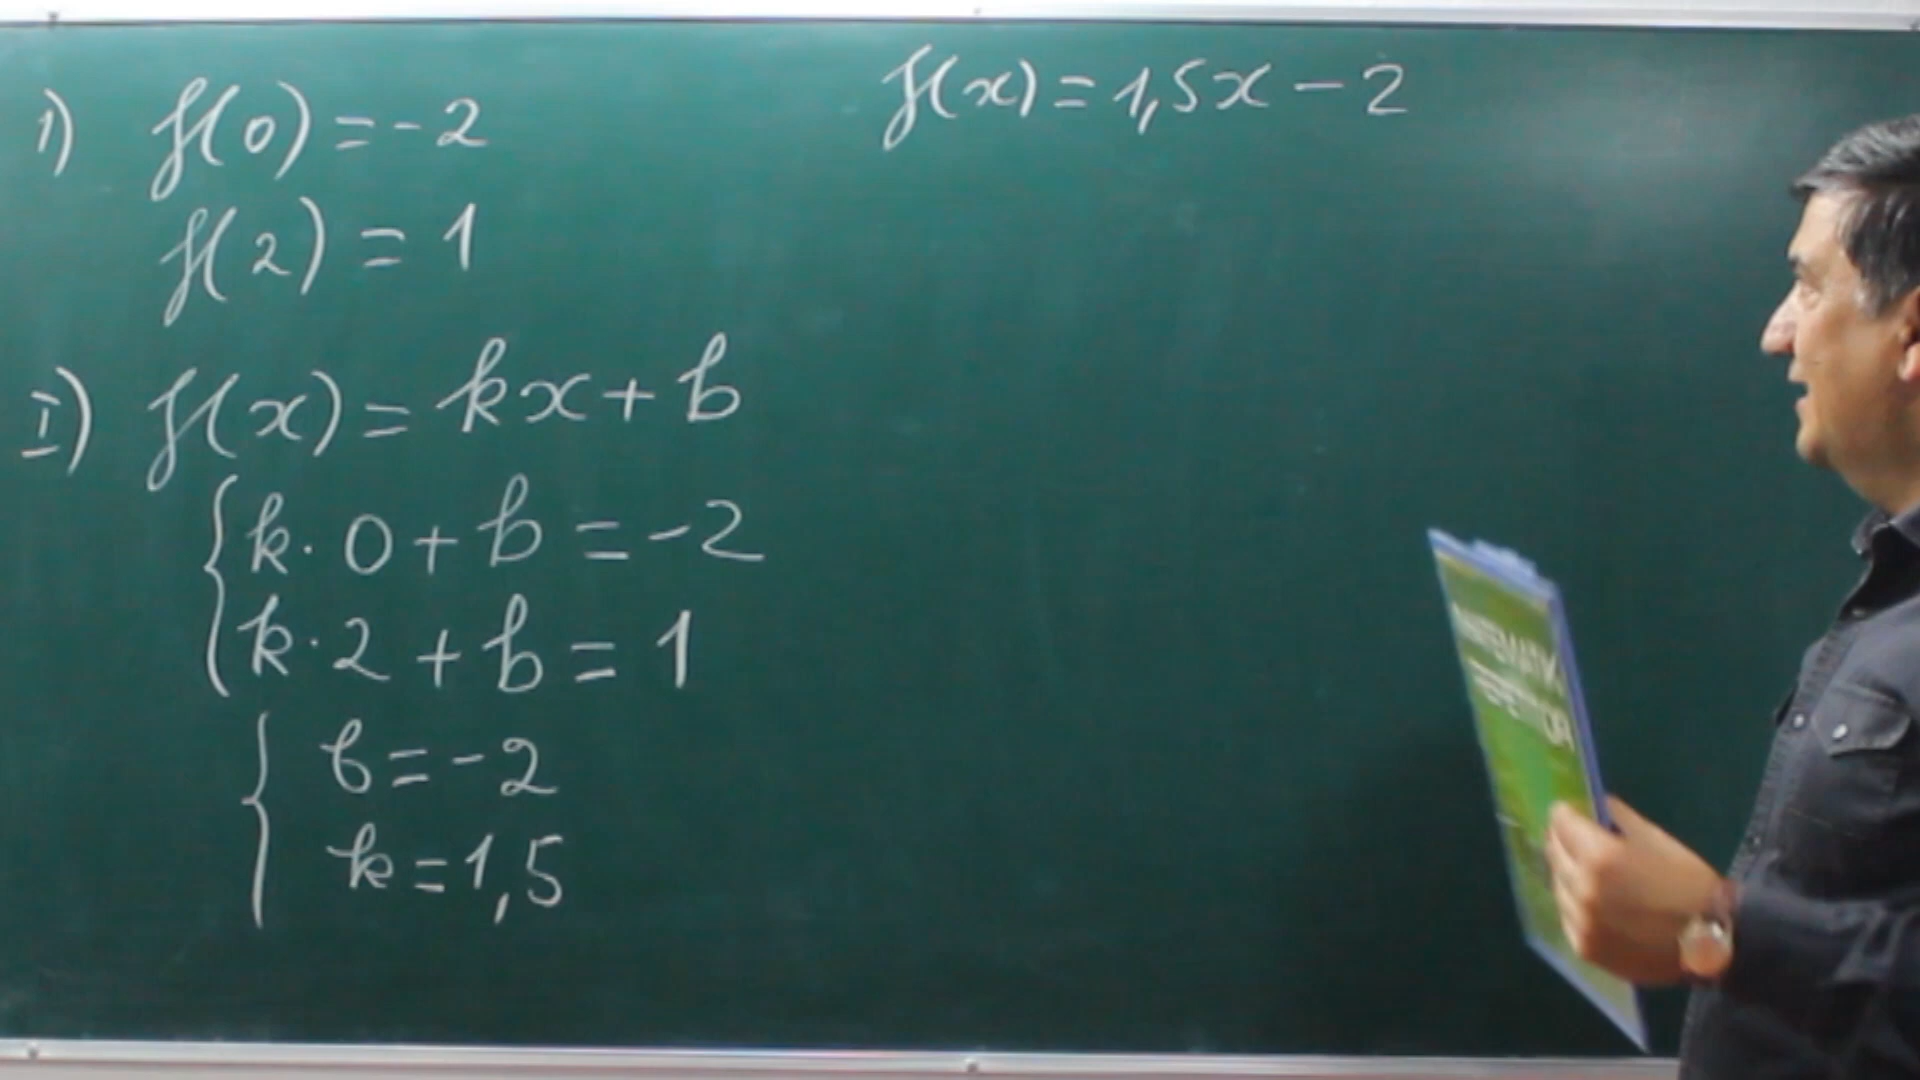 1) f(0) = -2
f(2) = 1
I) f(x) = kx + b
{ k · 0 + b = -2
k · 2 + b = 1
{ b = -2
k = 1,5
f(x) = 1,5x - 2